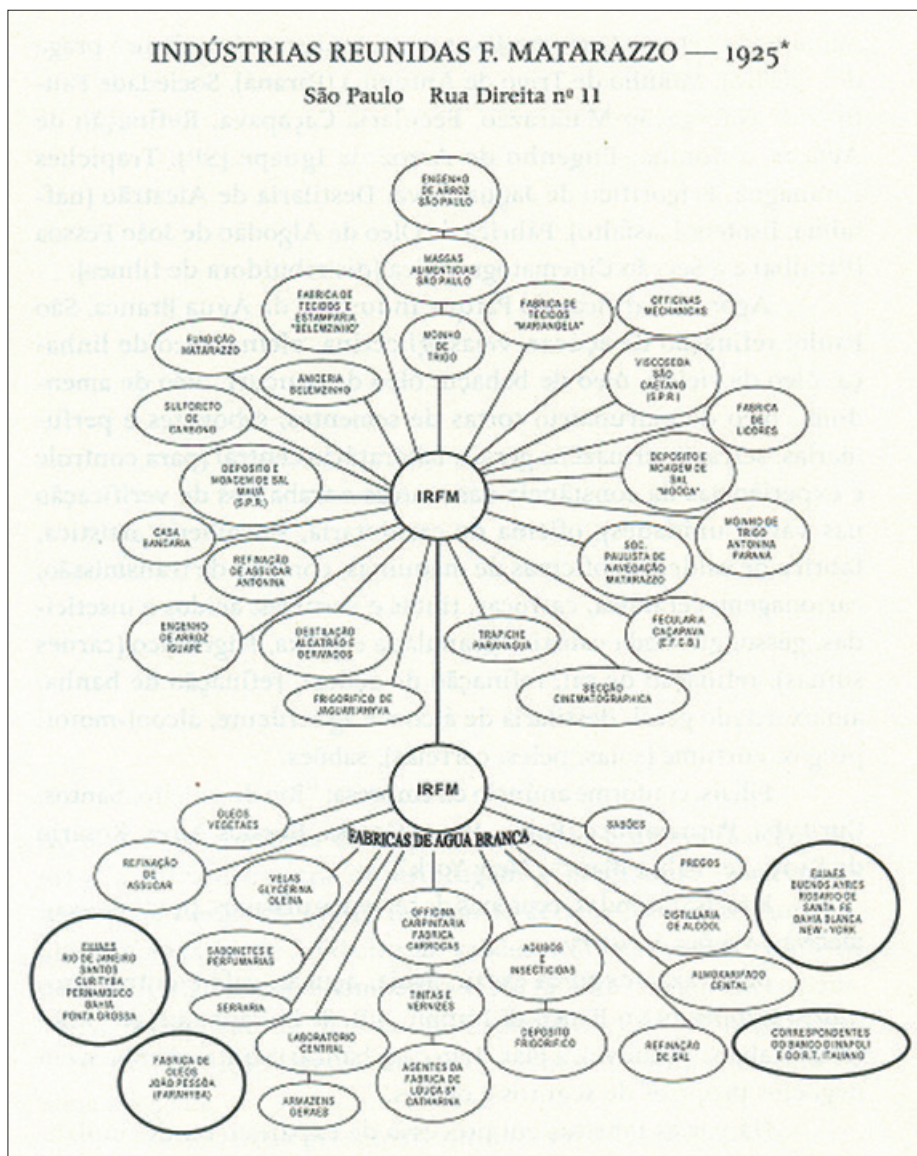 INDÚSTRIAS REUNIDAS F. MATARAZZO — 1925*
São Paulo Rua Direita nº 11
ENGENHO
DE ARROZ
SÃO PAULO
MASSAS
ALIMENTICIAS
SÃO PAULO
FABRICA DE
TECIDOS E
ESTAMPARIA
"BELEMZINHO"
MOINHO
DE
TRIGO
FABRICA DE
TECIDOS
"MARIANGELA"
OFFICINAS
MECHANICAS
FUNDIÇÃO
MATARAZZO
AMIDERIA
BELEMZINHO
VISCOSEDA
SÃO
CAETANO
(S.P.R.)
SULFORETO
DE
CARBONO
FABRICA
DE
LICORES
DEPOSITO E
MOAGEM DE SAL
MAUÁ
(S.P.R.)
IRFM
DEPOSITO E
MOAGEM DE
SAL
"MOÓCA"
CASA
BANCARIA
REFINAÇÃO
DE ASSUCAR
ANTONINA
SOC.
PAULISTA DE
NAVEGAÇÃO
MATARAZZO
MOINHO DE
TRIGO
ANTONINA
PARANÁ
ENGENHO
DE ARROZ
IGUAPE
DESTILAÇÃO
ALCATRÃO E
DERIVADOS
TRAPICHE
PARANAGUÁ
FECULARIA
CAÇAPAVA
(E.F.C.B.)
FRIGORIFICO DE
JAGUARIAHYVA
SECÇÃO
CINEMATOGRAPHICA
IRFM
FABRICAS DE AGUA BRANCA
OLEOS
VEGETAES
SABÕES
REFINAÇÃO
DE
ASSUCAR
VELAS
GLYCERINA
OLEINA
PREGOS
FILIAES
BUENOS AYRES
ROSARIO DE
SANTA FÉ
BAHIA BLANCA
NEW-YORK
OFFICINA
CARPINTARIA
FABRICA
CARROÇAS
DISTILLARIA
DE ALCOOL
FILIAES
RIO DE JANEIRO
SANTOS
CURITYBA
PERNAMBUCO
BAHIA
PONTA GROSSA
SABONETES E
PERFUMARIAS
ADUBOS
E
INSECTICIDAS
ALMOXARIFADO
CENTAL
SERRARIA
TINTAS E
VERNIZES
LABORATORIO
CENTRAL
DEPOSITO
FRIGORIFICO
REFINAÇÃO
DE SAL
CORRESPONDENTES
DO BANCO DI NAPOLI
E DO R.T. ITALIANO
FABRICA DE
OLEOS
JOÃO PESSÔA
(PARAHYBA)
ARMAZENS
GERAES
AGENTES DA
FABRICA DE
LOUÇA Sª
CATHARINA